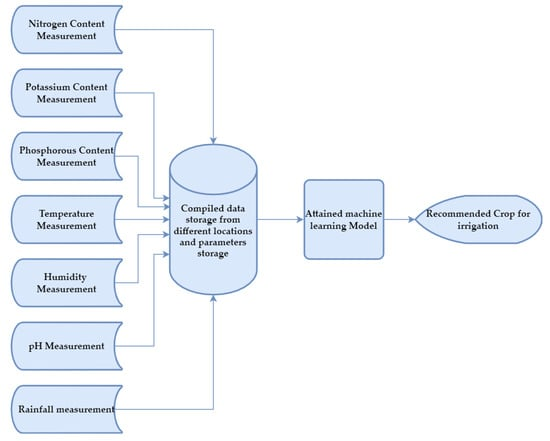 Nitrogen Content
Measurement
Potassium Content
Measurement
Phosphorous Content
Measurement
Temperature
Measurement
Humidity
Measurement
pH Measurement
Rainfall measurement
Compiled data
storage from
different locations
and parameters
storage
Attained machine
learning Model
Recommended Crop for
irrigation